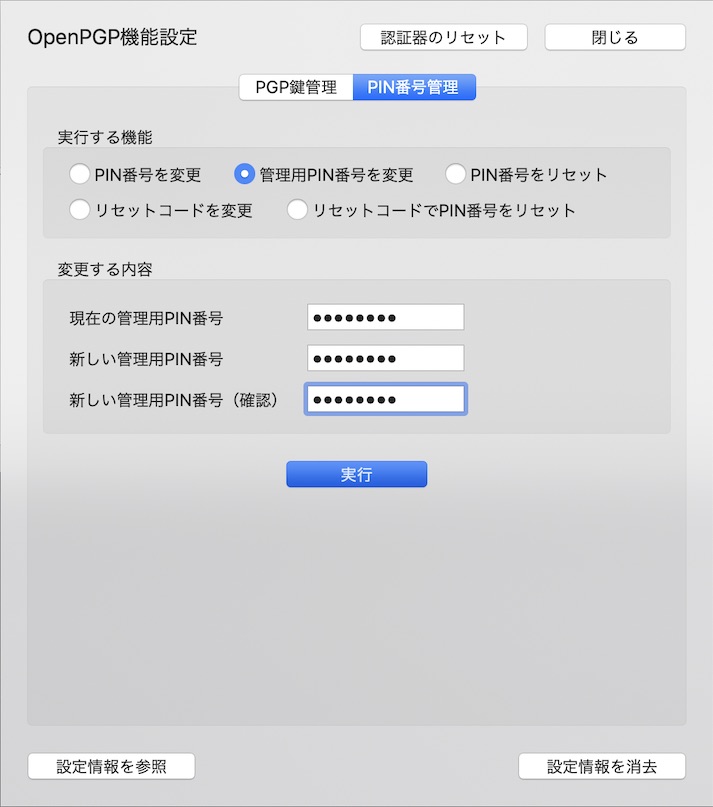 OpenPGP機能設定 認証器のリセット 閉じる
PGP鍵管理 PIN番号管理
実行する機能
PIN番号を変更 管理用PIN番号を変更 PIN番号をリセット
リセットコードを変更 リセットコードでPIN番号をリセット
変更する内容
現在の管理用PIN番号 ●●●●●●●●
新しい管理用PIN番号 ●●●●●●●●
新しい管理用PIN番号（確認） ●●●●●●●●
実行
設定情報を参照 設定情報を消去